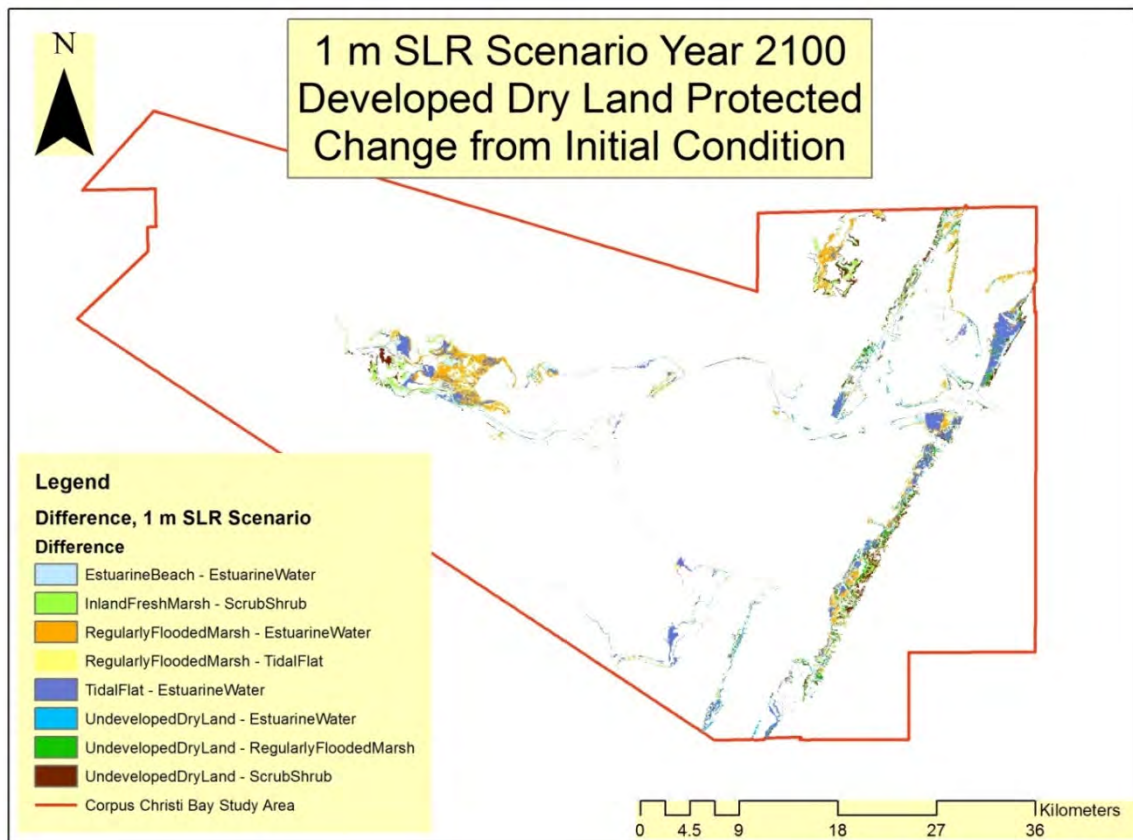 N
1 m SLR Scenario Year 2100
Developed Dry Land Protected
Change from Initial Condition
Legend
Difference, 1 m SLR Scenario
Difference
EstuarineBeach - EstuarineWater
InlandFreshMarsh - ScrubShrub
RegularlyFloodedMarsh - EstuarineWater
RegularlyFloodedMarsh - TidalFlat
TidalFlat - EstuarineWater
UndevelopedDryLand - EstuarineWater
UndevelopedDryLand - RegularlyFloodedMarsh
UndevelopedDryLand - ScrubShrub
Corpus Christi Bay Study Area
Kilometers
0 4.5 9 18 27 36